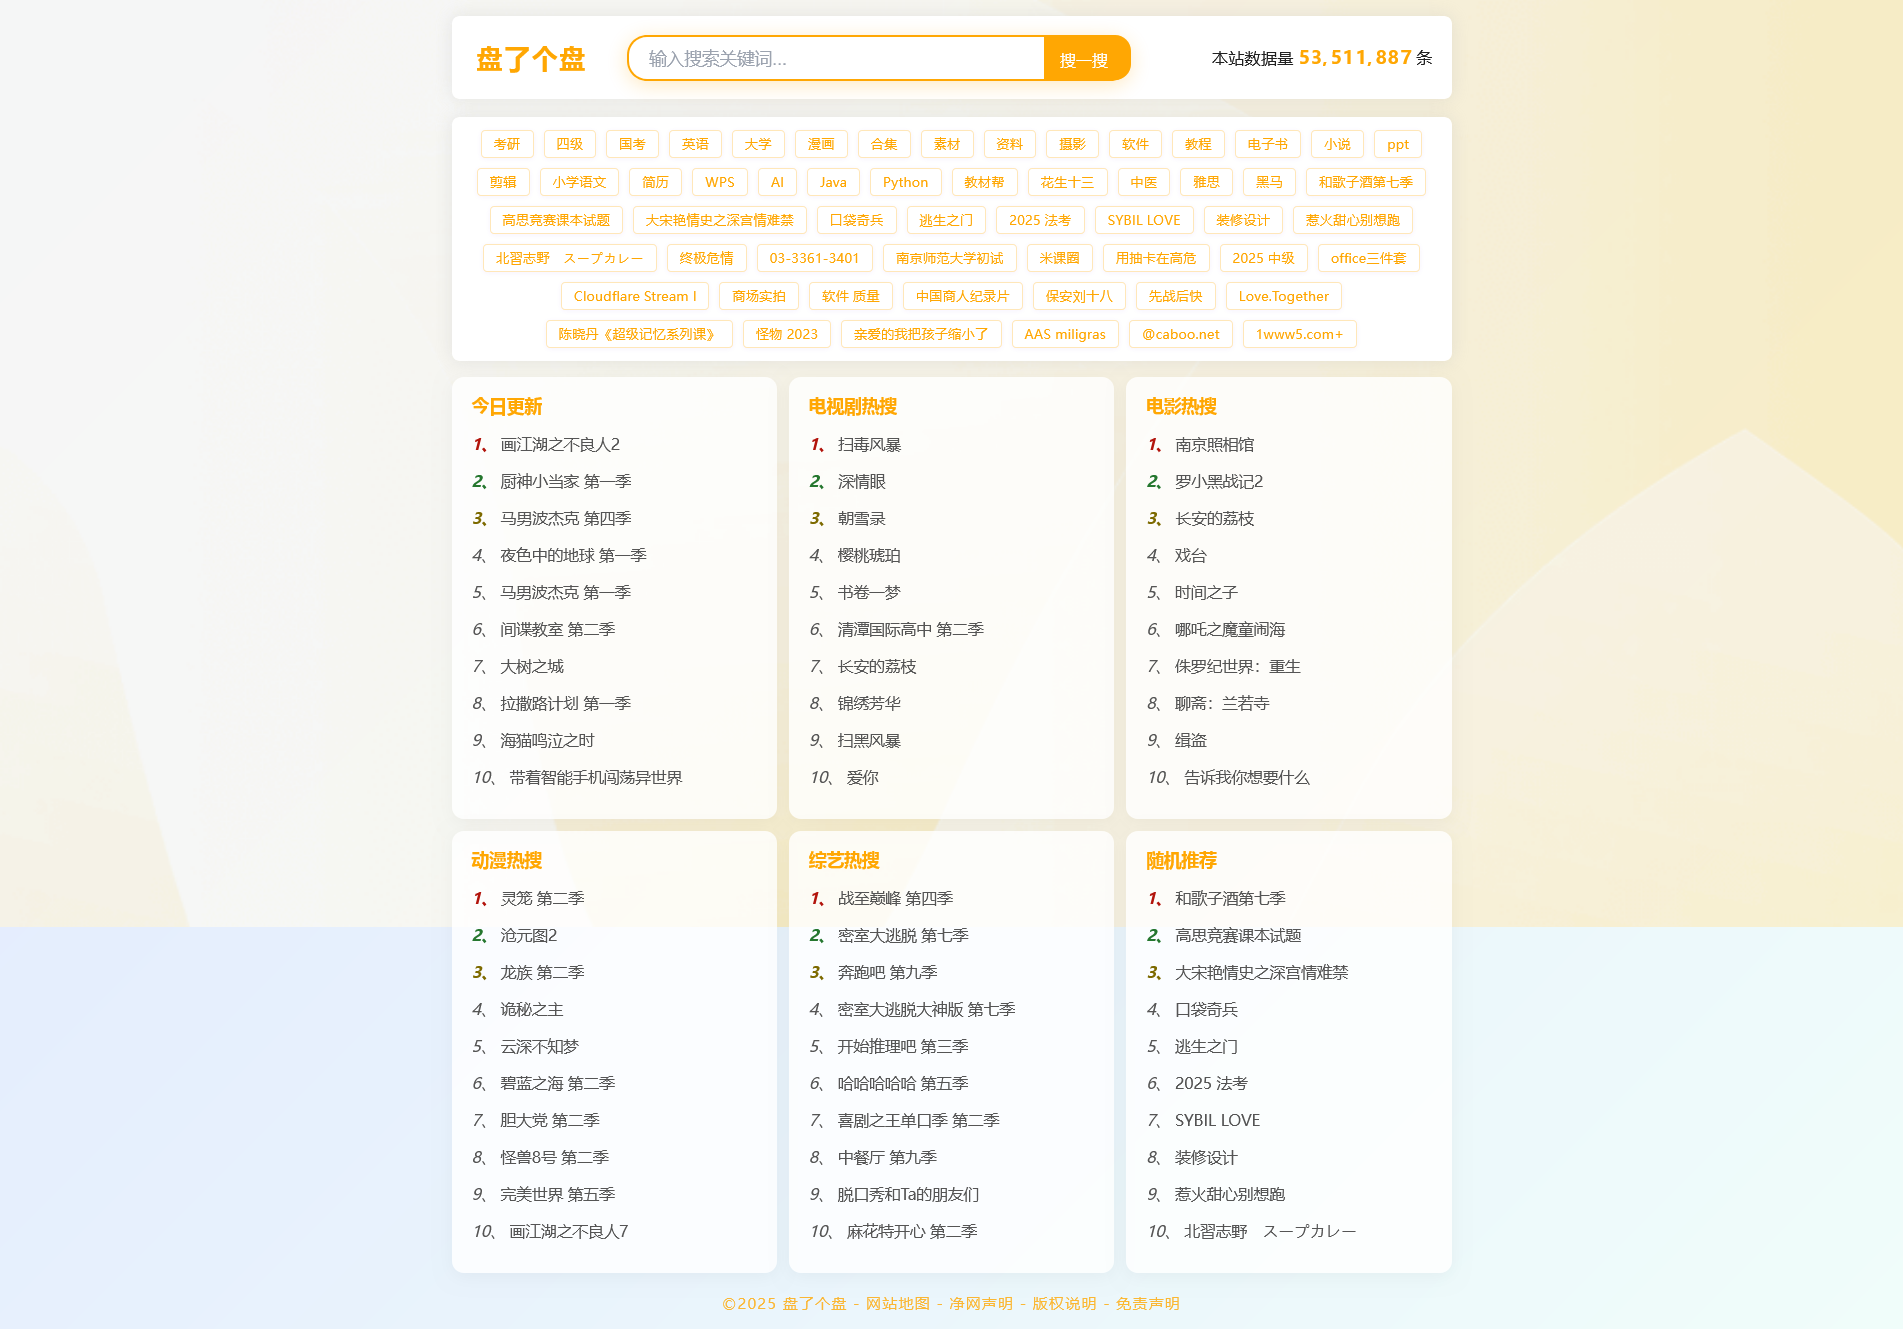 盘了个盘 输入搜索关键词... 搜一搜 本站数据量 53,511,887 条
考研 四级 国考 英语 大学 漫画 合集 素材 资料 摄影 软件 教程 电子书 小说 ppt
剪辑 小学语文 简历 WPS AI Java Python 教材帮 花生十三 中医 雅思 黑马 和歌子酒第七季
高思竞赛课本试题 大宋艳情史之深宫情难禁 口袋奇兵 逃生之门 2025 法考 SYBIL LOVE 装修设计 惹火甜心别想跑
北習志野　スープカレー 终极危情 03-3361-3401 南京师范大学初试 米课圈 用抽卡在高危 2025 中级 office三件套
Cloudflare Stream I 商场实拍 软件 质量 中国商人纪录片 保安刘十八 先战后快 Love.Together
陈晓丹《超级记忆系列课》 怪物 2023 亲爱的我把孩子缩小了 AAS miligras @caboo.net 1www5.com+
今日更新
1、 画江湖之不良人2
2、 厨神小当家 第一季
3、 马男波杰克 第四季
4、 夜色中的地球 第一季
5、 马男波杰克 第一季
6、 间谍教室 第二季
7、 大树之城
8、 拉撒路计划 第一季
9、 海猫鸣泣之时
10、 带着智能手机闯荡异世界
电视剧热搜
1、 扫毒风暴
2、 深情眼
3、 朝雪录
4、 樱桃琥珀
5、 书卷一梦
6、 清潭国际高中 第二季
7、 长安的荔枝
8、 锦绣芳华
9、 扫黑风暴
10、 爱你
电影热搜
1、 南京照相馆
2、 罗小黑战记2
3、 长安的荔枝
4、 戏台
5、 时间之子
6、 哪吒之魔童闹海
7、 侏罗纪世界：重生
8、 聊斋：兰若寺
9、 缉盗
10、 告诉我你想要什么
动漫热搜
1、 灵笼 第二季
2、 沧元图2
3、 龙族 第二季
4、 诡秘之主
5、 云深不知梦
6、 碧蓝之海 第二季
7、 胆大党 第二季
8、 怪兽8号 第二季
9、 完美世界 第五季
10、 画江湖之不良人7
综艺热搜
1、 战至巅峰 第四季
2、 密室大逃脱 第七季
3、 奔跑吧 第九季
4、 密室大逃脱大神版 第七季
5、 开始推理吧 第三季
6、 哈哈哈哈哈 第五季
7、 喜剧之王单口季 第二季
8、 中餐厅 第九季
9、 脱口秀和Ta的朋友们
10、 麻花特开心 第二季
随机推荐
1、 和歌子酒第七季
2、 高思竞赛课本试题
3、 大宋艳情史之深宫情难禁
4、 口袋奇兵
5、 逃生之门
6、 2025 法考
7、 SYBIL LOVE
8、 装修设计
9、 惹火甜心别想跑
10、 北習志野　スープカレー
©2025 盘了个盘 - 网站地图 - 净网声明 - 版权说明 - 免责声明